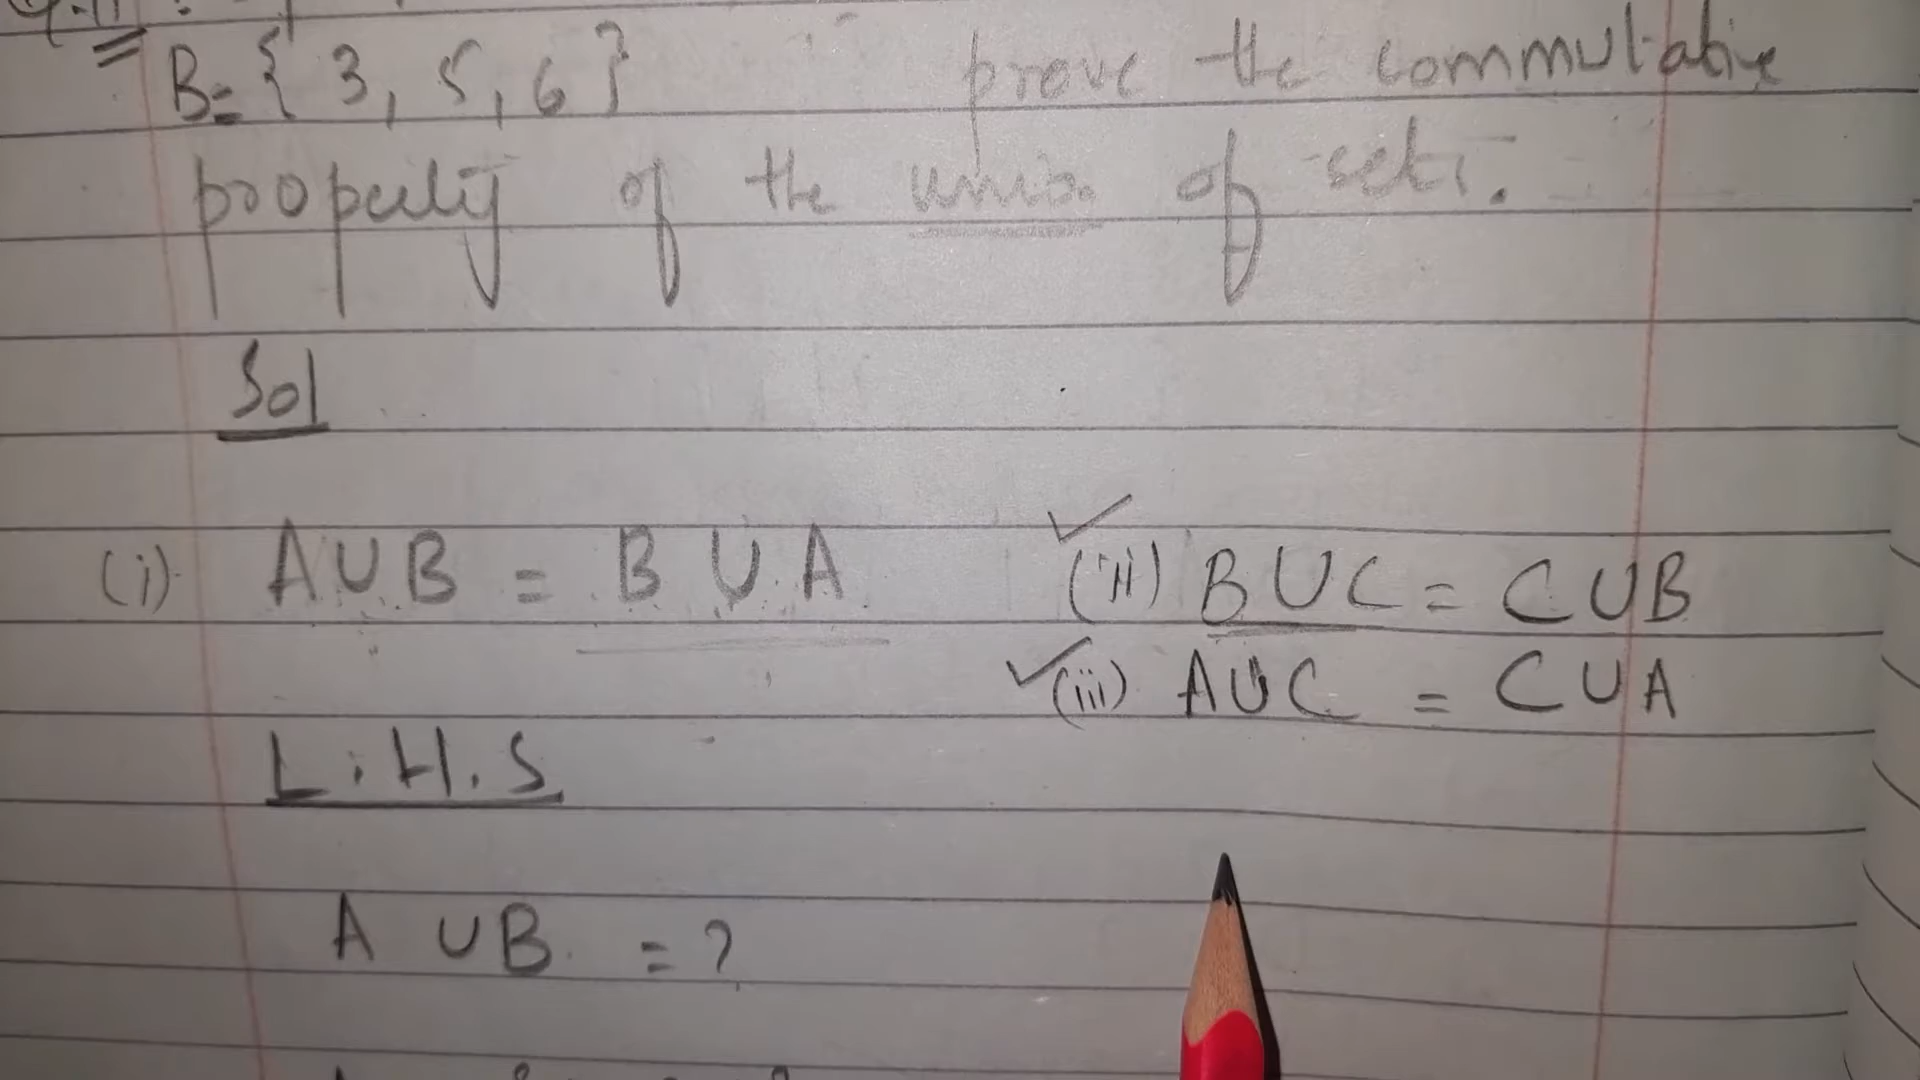 B= { 3, 5, 6 } prove the commutative
property of the union of sets.
Sol
(i) A U B = B U A
(ii) B U C = C U B
(iii) A U C = C U A
L.H.S
A U B = ?